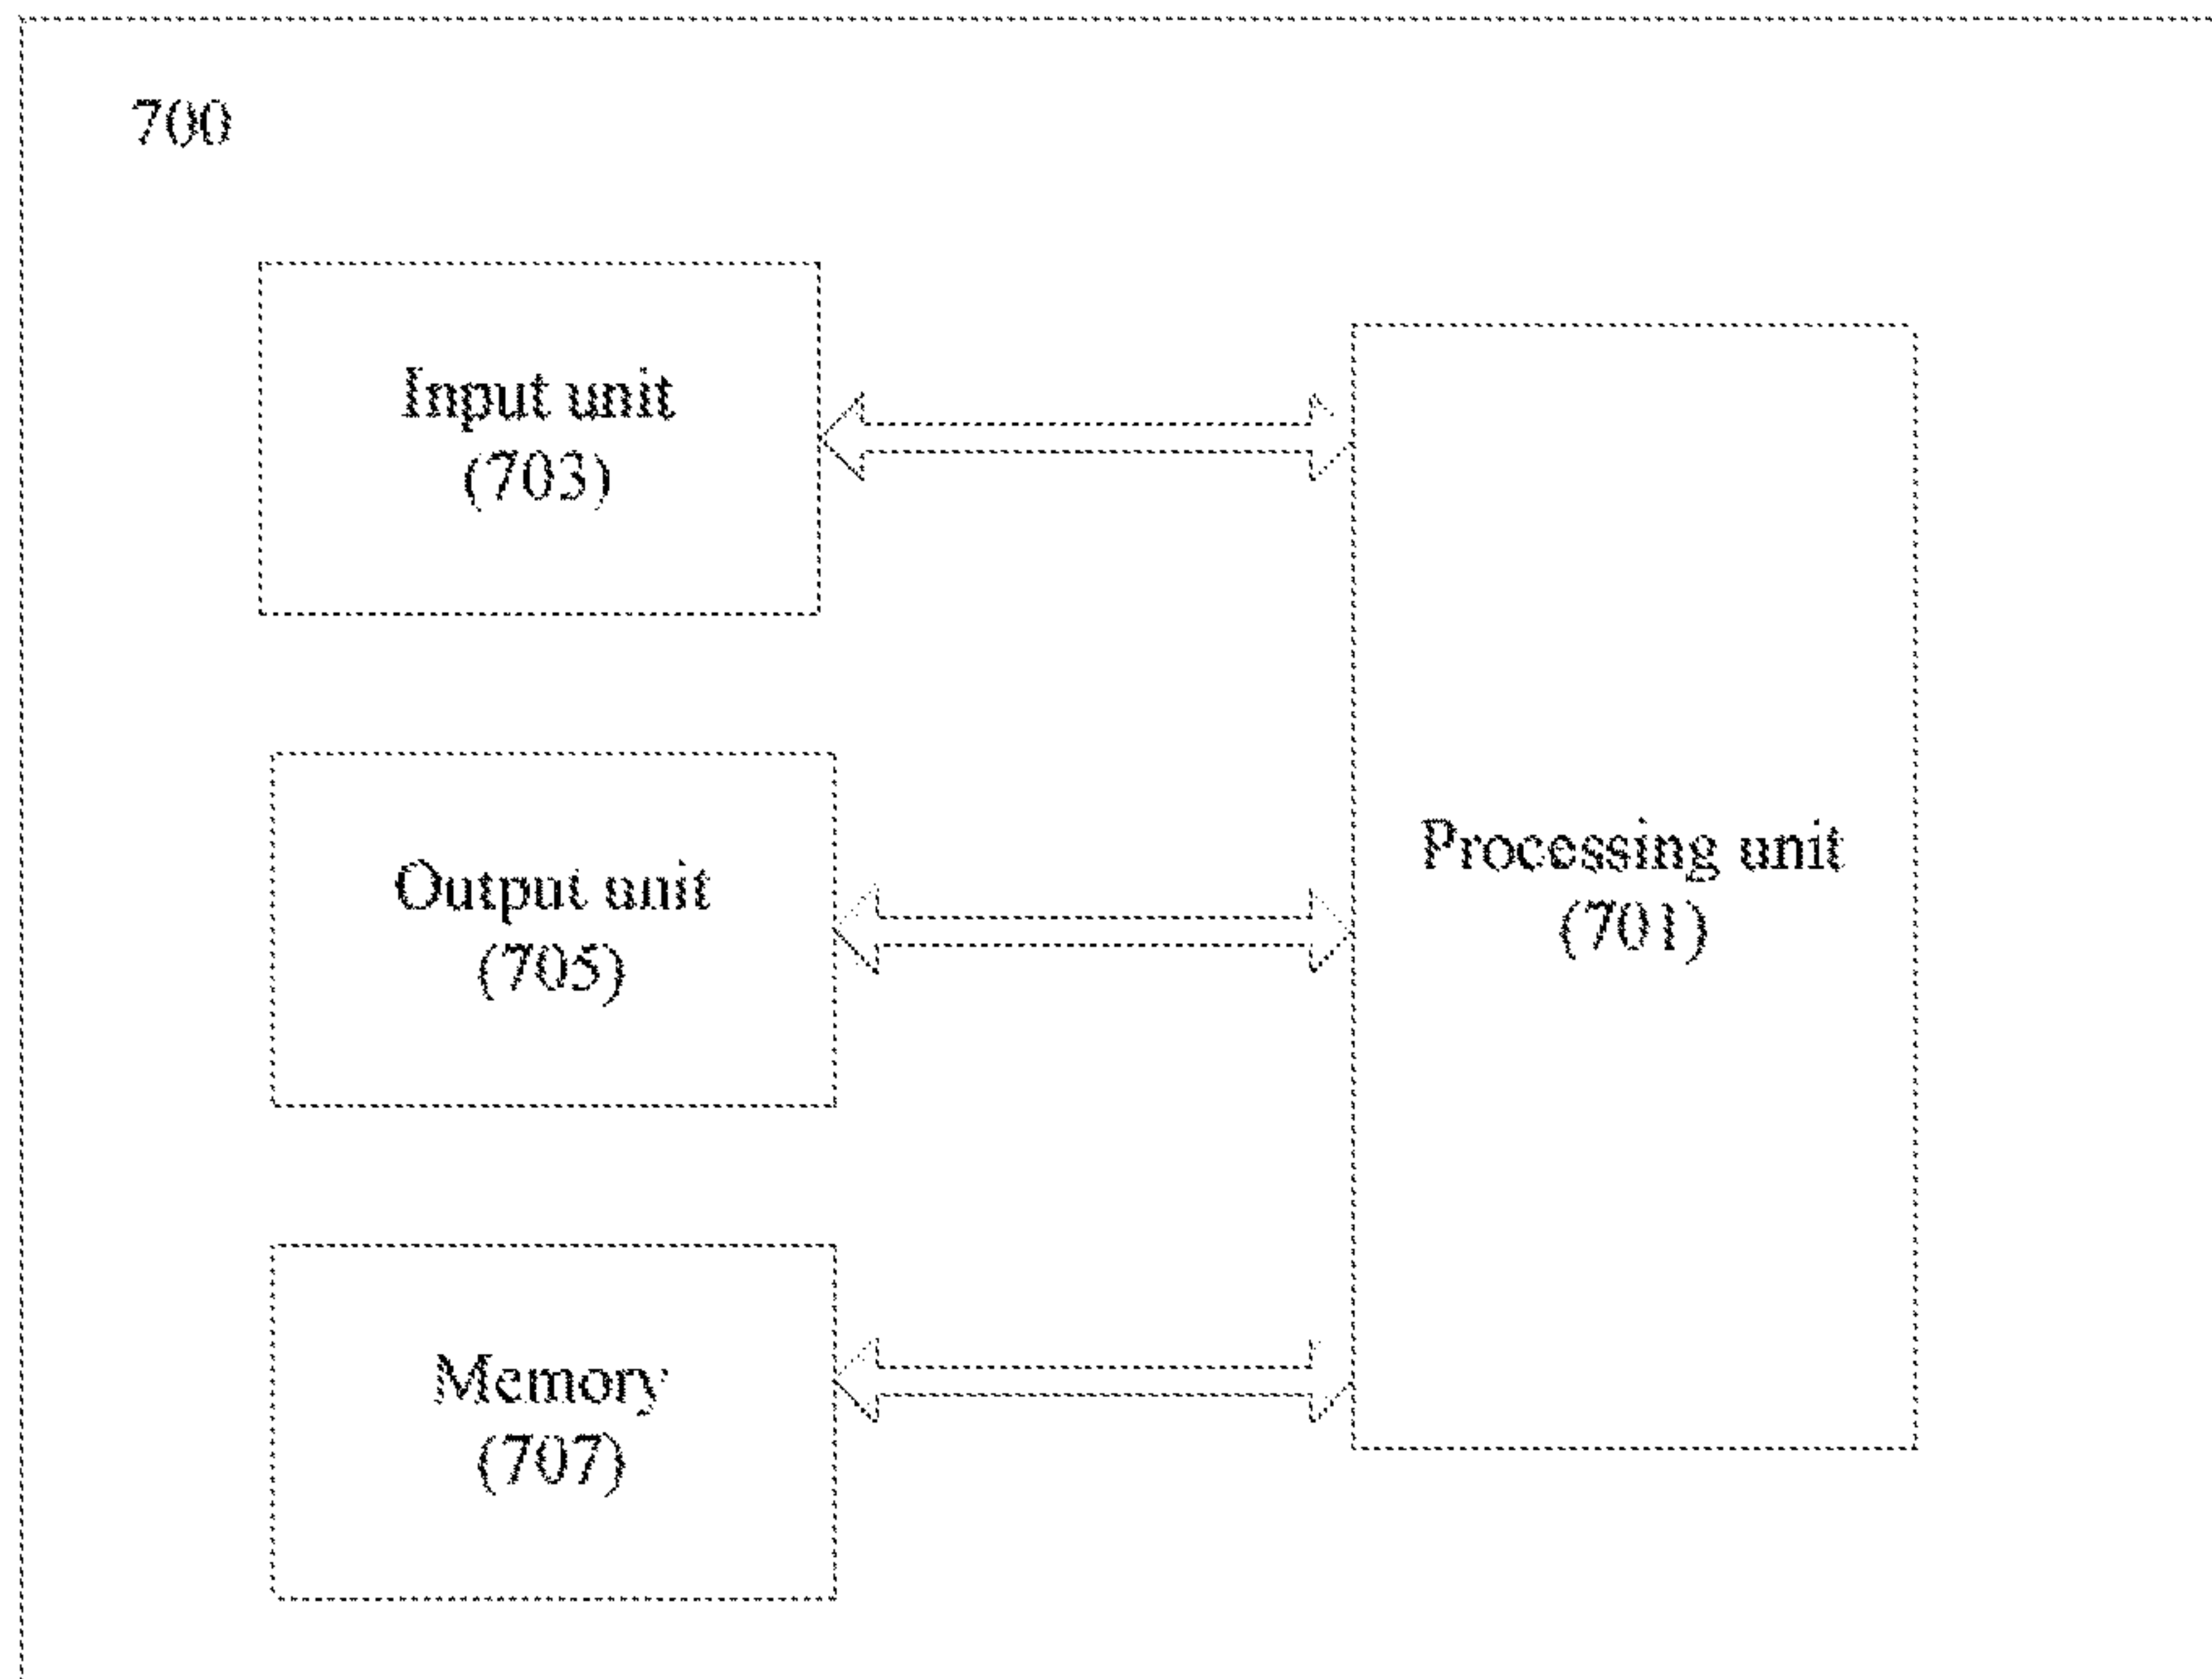 700
Input unit
(703)
Output unit
(705)
Memory
(707)
Processing unit
(701)